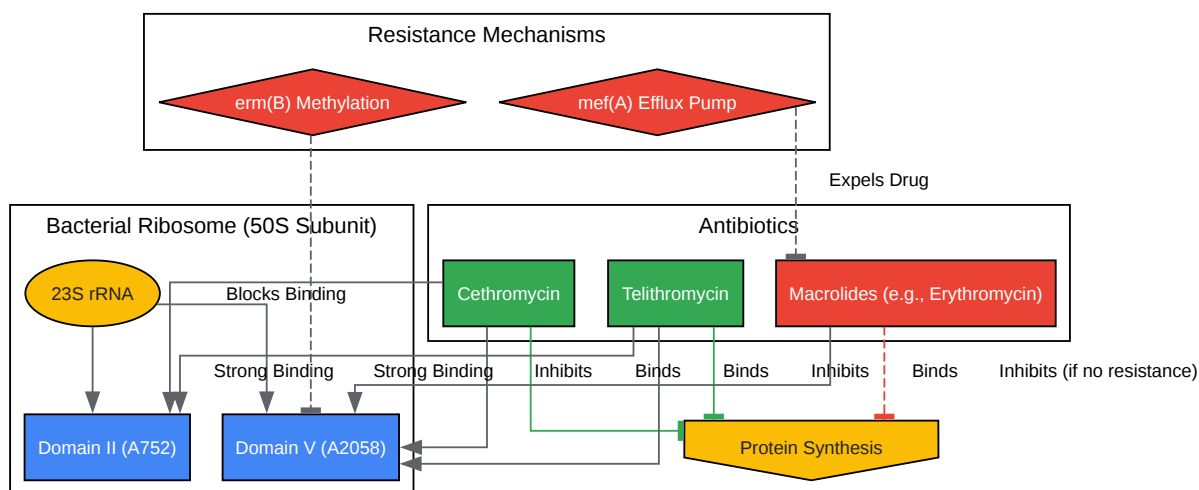 Resistance Mechanisms
erm(B) Methylation
mef(A) Efflux Pump
Expels Drug
Bacterial Ribosome (50S Subunit)
Antibiotics
23S rRNA
Blocks Binding
Cethromycin
Telithromycin
Macrolides (e.g., Erythromycin)
Strong Binding
Strong Binding
Inhibits
Binds
Binds
Inhibits
Binds
Inhibits (if no resistance)
Domain II (A752)
Domain V (A2058)
Protein Synthesis